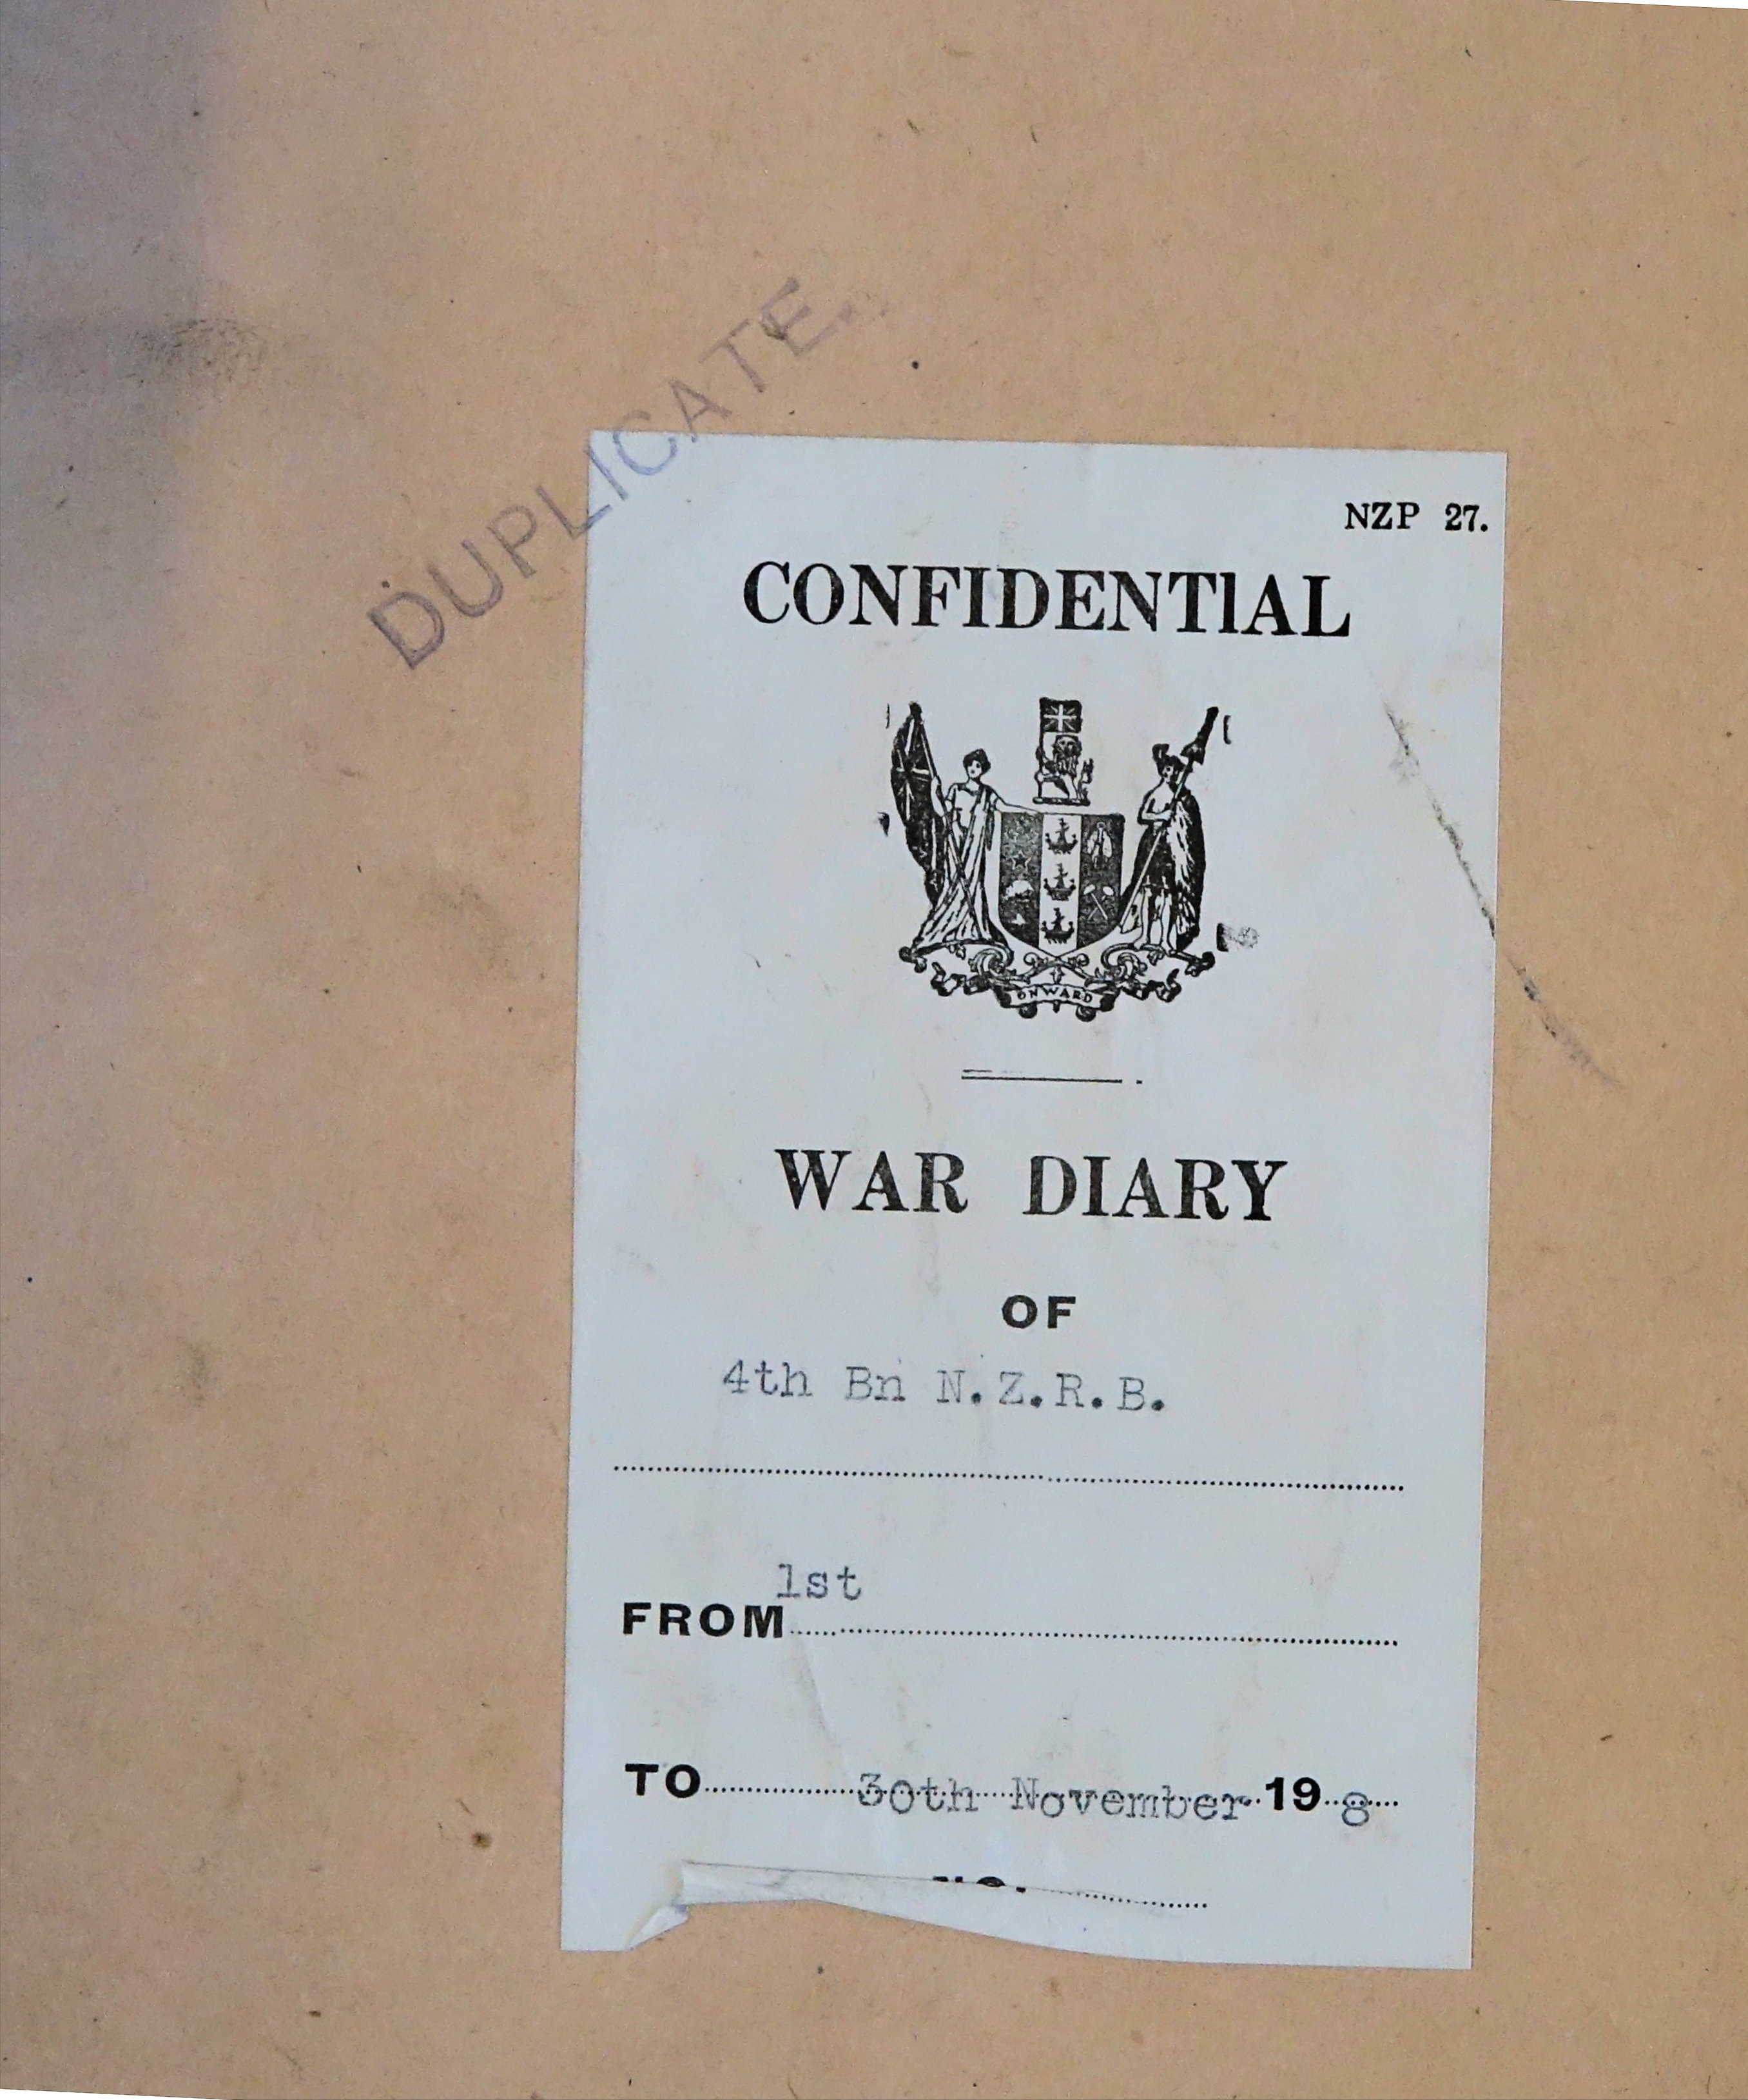 DUPLICATE.
NZP 27.
CONFIDENTIAL
ONWARD
WAR DIARY
OF
4th Bn N.Z.R.B.
1st
FROM
TO 30th November 19 8